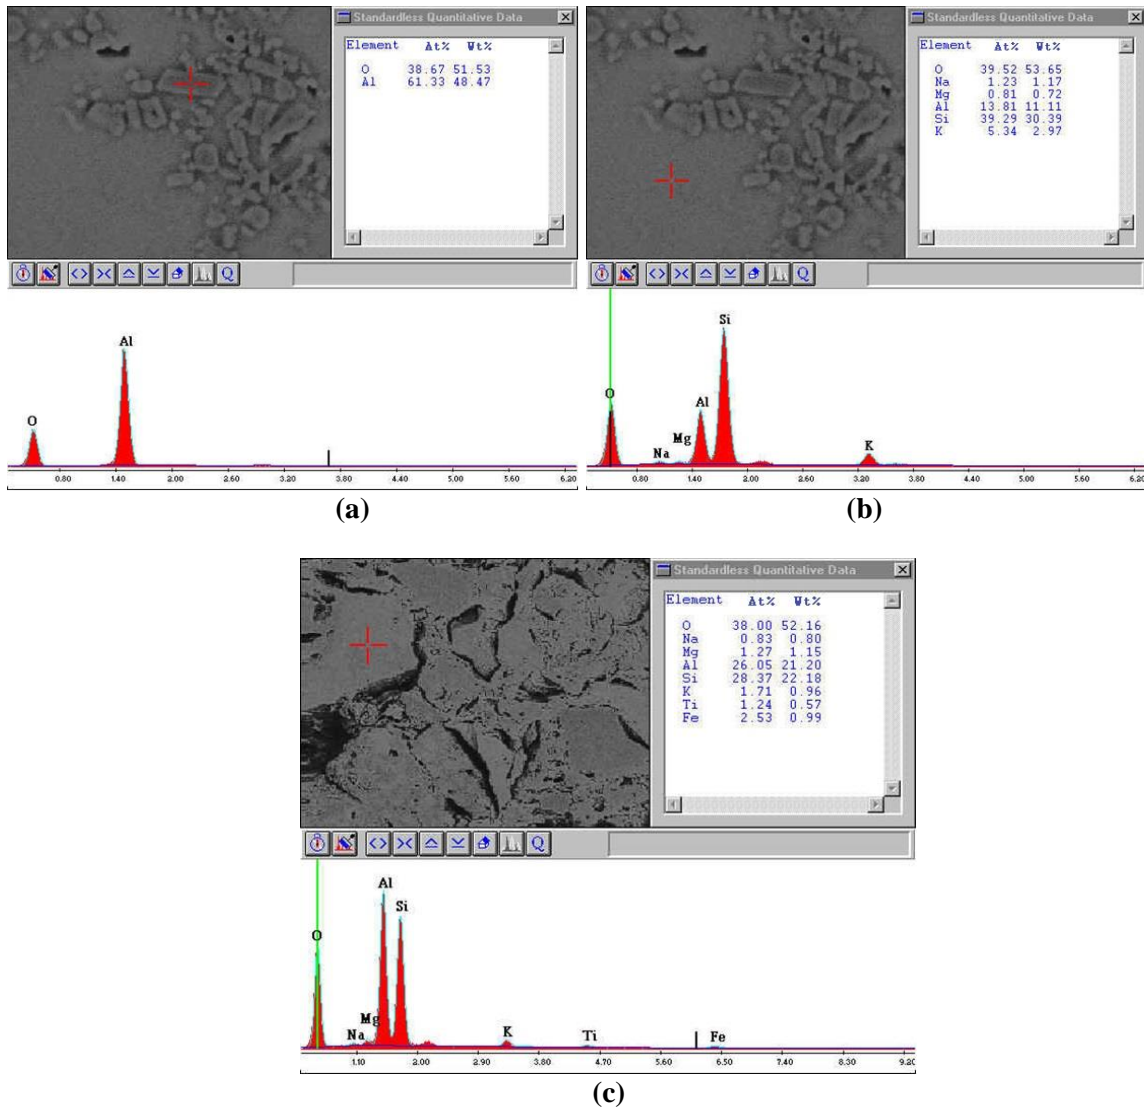 Standardless Quantitative Data
Element At% Wt%
O 38.67 51.53
Al 61.33 48.47
Q
Al
O
0.80 1.40 2.00 2.60 3.20 3.80 4.40 5.00 5.60 6.20
(a)
Standardless Quantitative Data
Element At% Wt%
O 39.52 53.65
Na 1.23 1.17
Mg 0.81 0.72
Al 13.81 11.11
Si 39.29 30.39
K 5.34 2.97
Q
Si
O
Al
Mg
Na
K
0.80 1.40 2.00 2.60 3.20 3.80 4.40 5.00 5.60 6.20
(b)
Standardless Quantitative Data
Element At% Wt%
O 38.00 52.16
Na 0.83 0.80
Mg 1.27 1.15
Al 26.05 21.20
Si 28.37 22.18
K 1.71 0.96
Ti 1.24 0.57
Fe 2.53 0.99
Q
Al
Si
O
Mg
Na
K
Ti
Fe
1.10 2.00 2.90 3.80 4.70 5.60 6.50 7.40 8.30 9.20
(c)